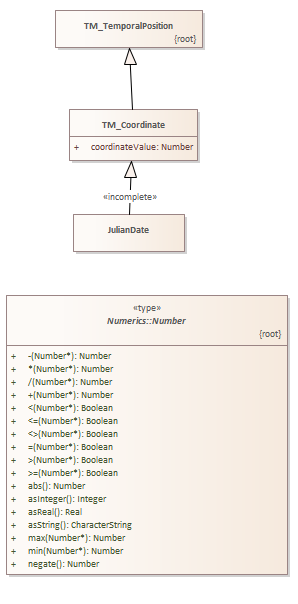 TM_TemporalPosition
{root}
TM_Coordinate
+ coordinateValue: Number
«incomplete»
JulianDate
«type»
Numerics::Number
{root}
+ -(Number*): Number
+ *(Number*): Number
+ /(Number*): Number
+ +(Number*): Number
+ <(Number*): Boolean
+ <=(Number*): Boolean
+ <>(Number*): Boolean
+ =(Number*): Boolean
+ >(Number*): Boolean
+ >=(Number*): Boolean
+ abs(): Number
+ asInteger(): Integer
+ asReal(): Real
+ asString(): CharacterString
+ max(Number*): Number
+ min(Number*): Number
+ negate(): Number